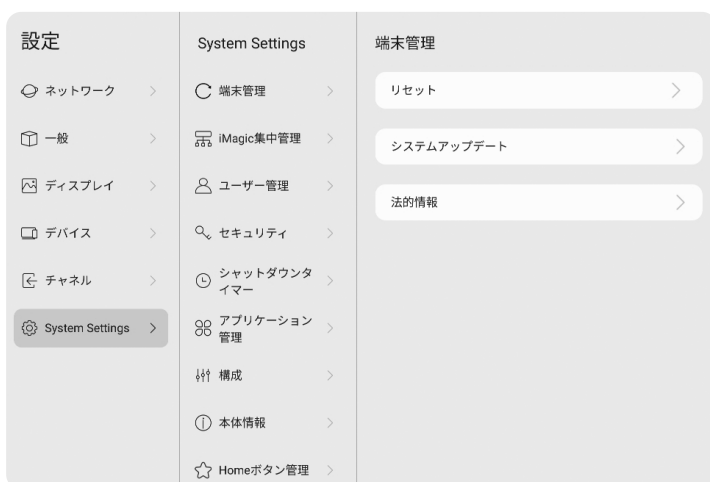 設定
ネットワーク
一般
ディスプレイ
デバイス
チャネル
System Settings
System Settings
端末管理
iMagic集中管理
ユーザー管理
セキュリティ
シャットダウンタ
イマー
アプリケーション
管理
構成
本体情報
Homeボタン管理
端末管理
リセット
システムアップデート
法的情報